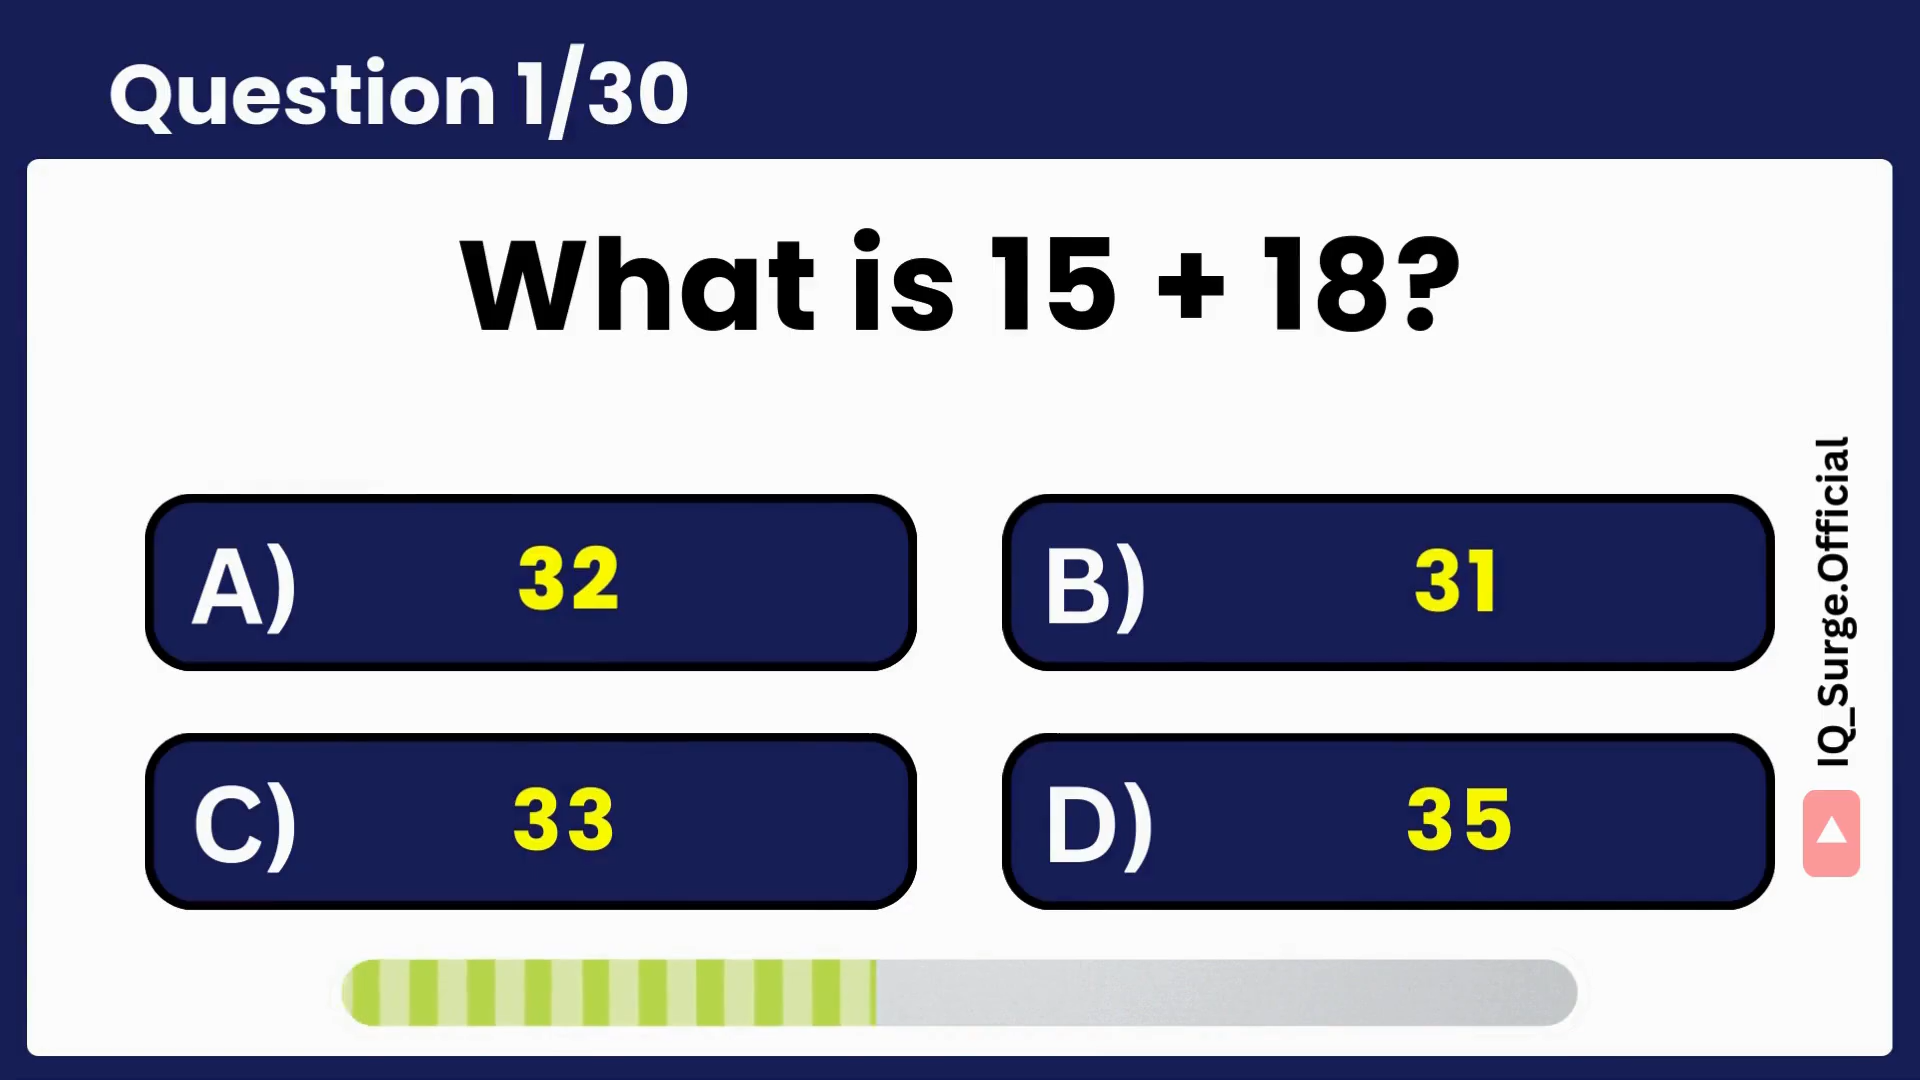 Question 1/30
What is 15 + 18?
A) 32
B) 31
C) 33
D) 35
IQ_Surge.Official